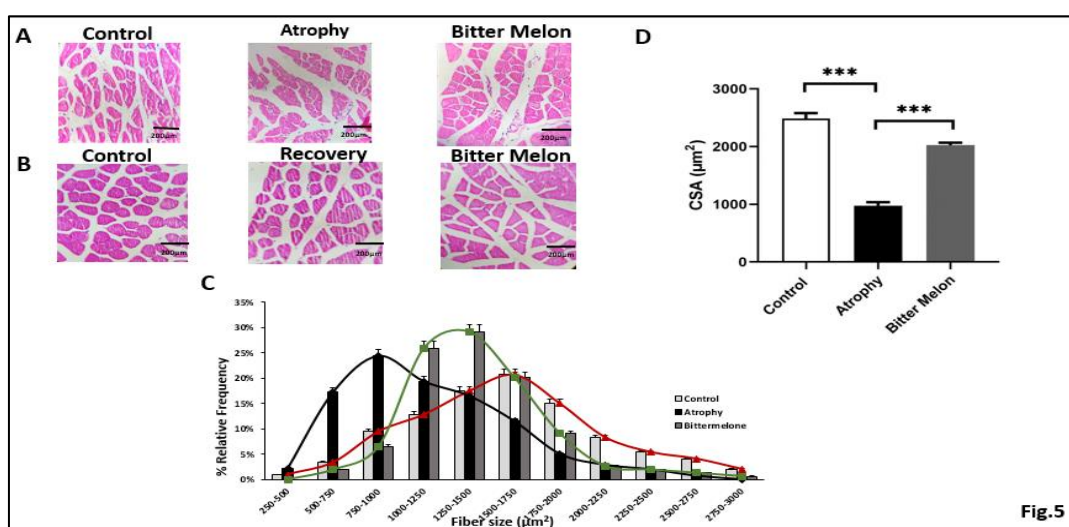 A
Control
Atrophy
Bitter Melon
200µm
200µm
200µm
B
Control
Recovery
Bitter Melon
200µm
200µm
200µm
C
35%
30%
25%
20%
15%
10%
5%
0%
% Relative Frequency
250-500
500-750
750-1000
1000-1250
1250-1500
1500-1750
1750-2000
2000-2250
2250-2500
2500-2750
2750-3000
Fiber size (µm²)
Control
Atrophy
Bittermelone
D
***
***
3000
2000
1000
0
CSA (µm²)
Control
Atrophy
Bitter Melon
Fig.5